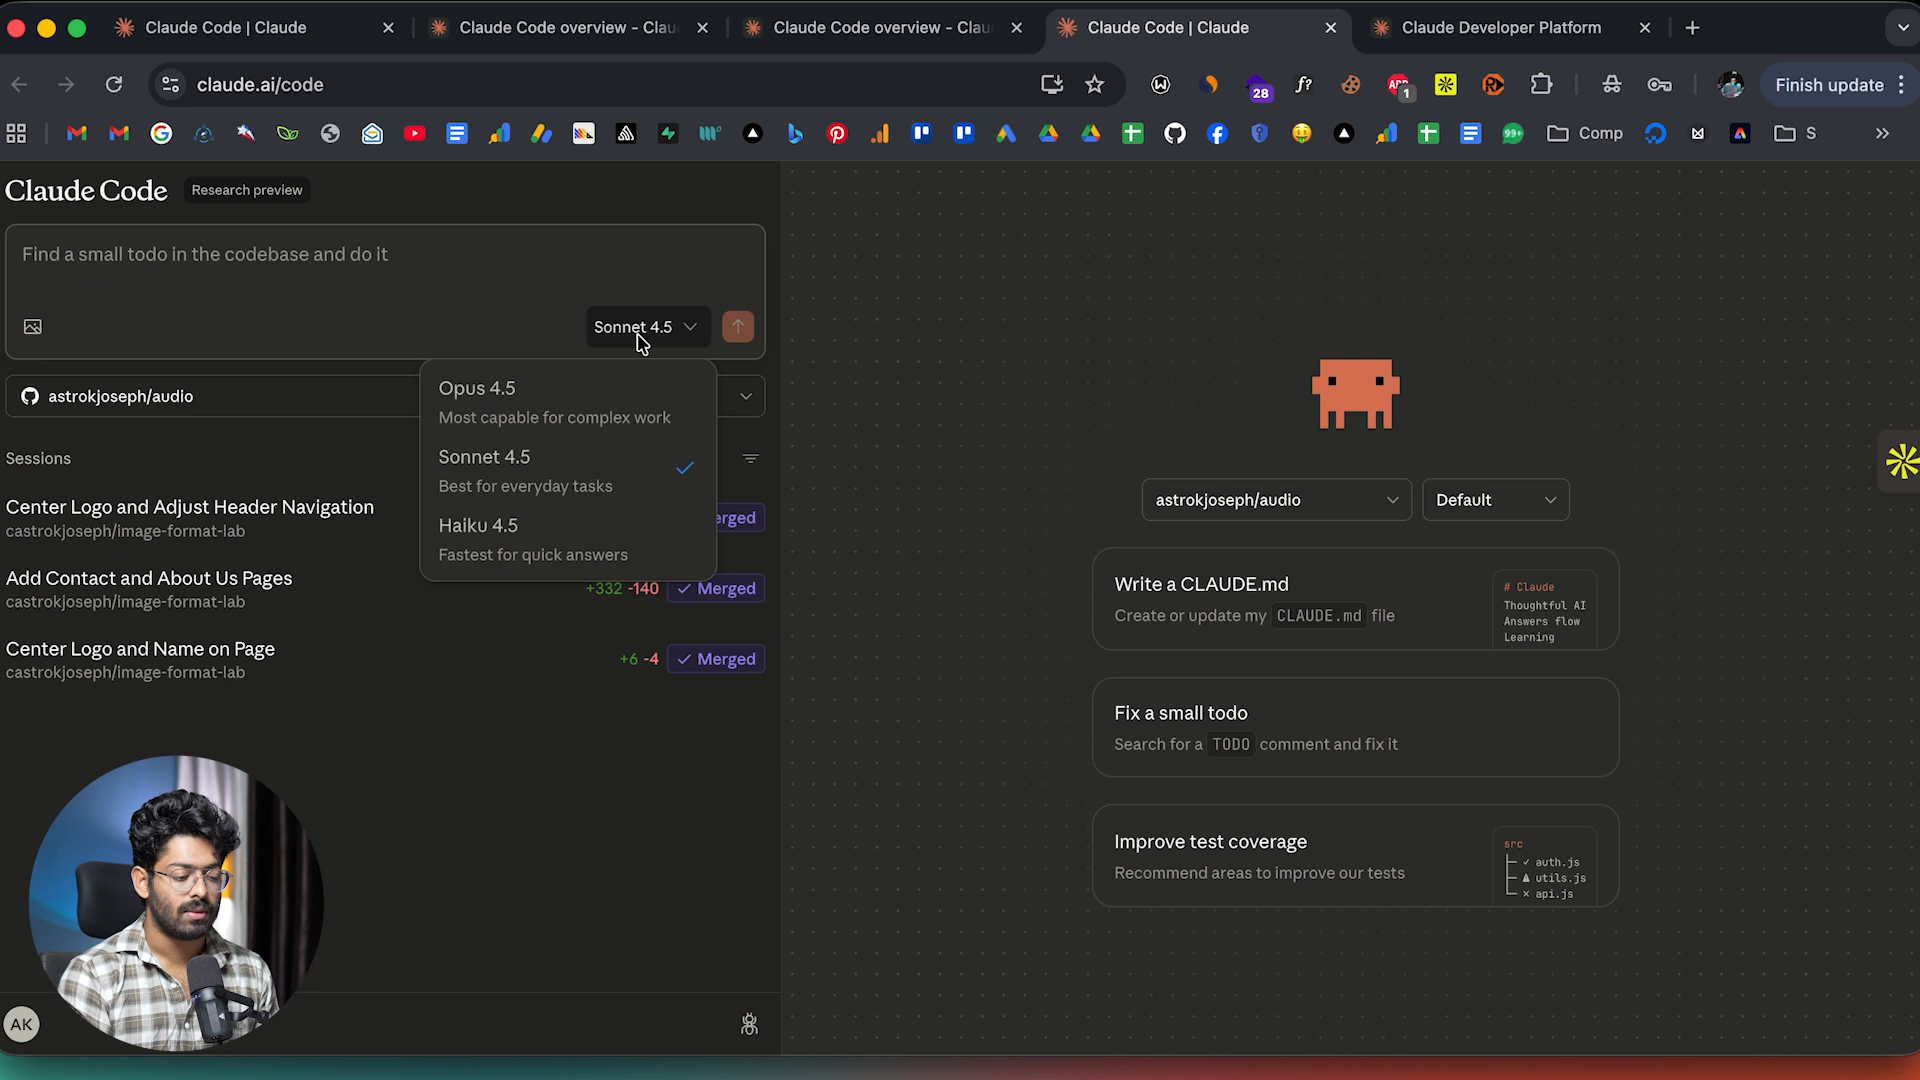 Claude Code | Claude
Claude Code overview - Clau
Claude Code overview - Clau
Claude Code | Claude
Claude Developer Platform
claude.ai/code
28
f?
ABP
1
Finish update
99+
Comp
S
Claude Code
Research preview
Find a small todo in the codebase and do it
Sonnet 4.5
astrokjoseph/audio
Opus 4.5
Most capable for complex work
Sonnet 4.5
Best for everyday tasks
Haiku 4.5
Fastest for quick answers
Sessions
Center Logo and Adjust Header Navigation
castrokjoseph/image-format-lab
erged
Add Contact and About Us Pages
castrokjoseph/image-format-lab
+332 -140
Merged
Center Logo and Name on Page
castrokjoseph/image-format-lab
+6 -4
Merged
AK
astrokjoseph/audio
Default
Write a CLAUDE.md
Create or update my CLAUDE.md file
# Claude
Thoughtful AI
Answers flow
Learning
Fix a small todo
Search for a TODO comment and fix it
Improve test coverage
Recommend areas to improve our tests
src
auth.js
utils.js
api.js